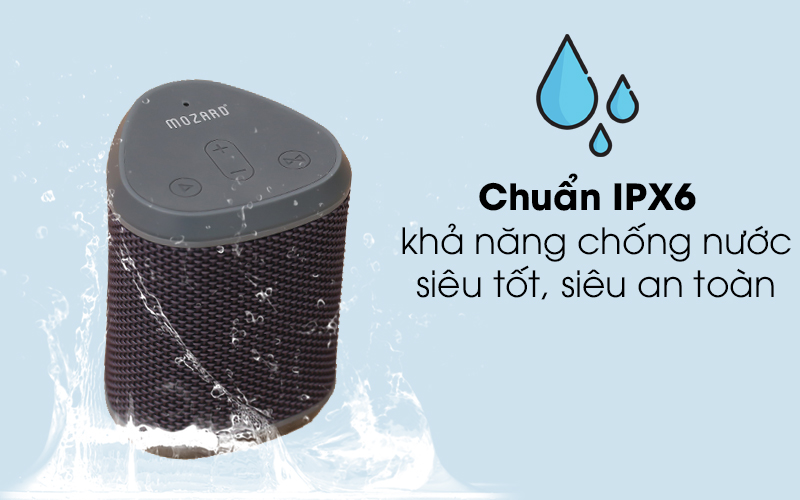 MOZARD
Chuẩn IPX6
khả năng chống nước
siêu tốt, siêu an toàn